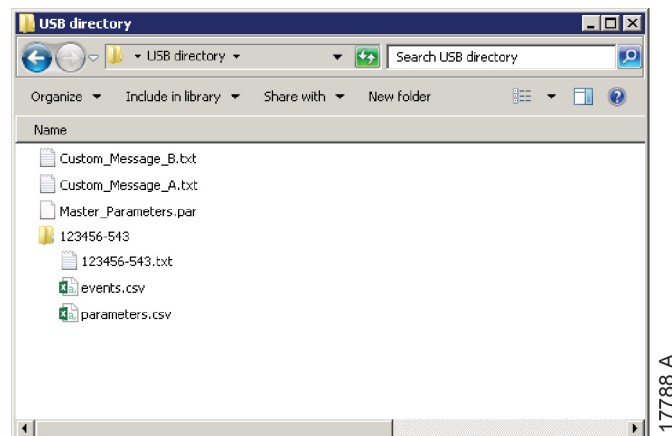 USB directory
USB directory
Search USB directory
Organize
Include in library
Share with
New folder
Name
Custom_Message_B.txt
Custom_Message_A.txt
Master_Parameters.par
123456-543
123456-543.txt
events.csv
parameters.csv
17788 A